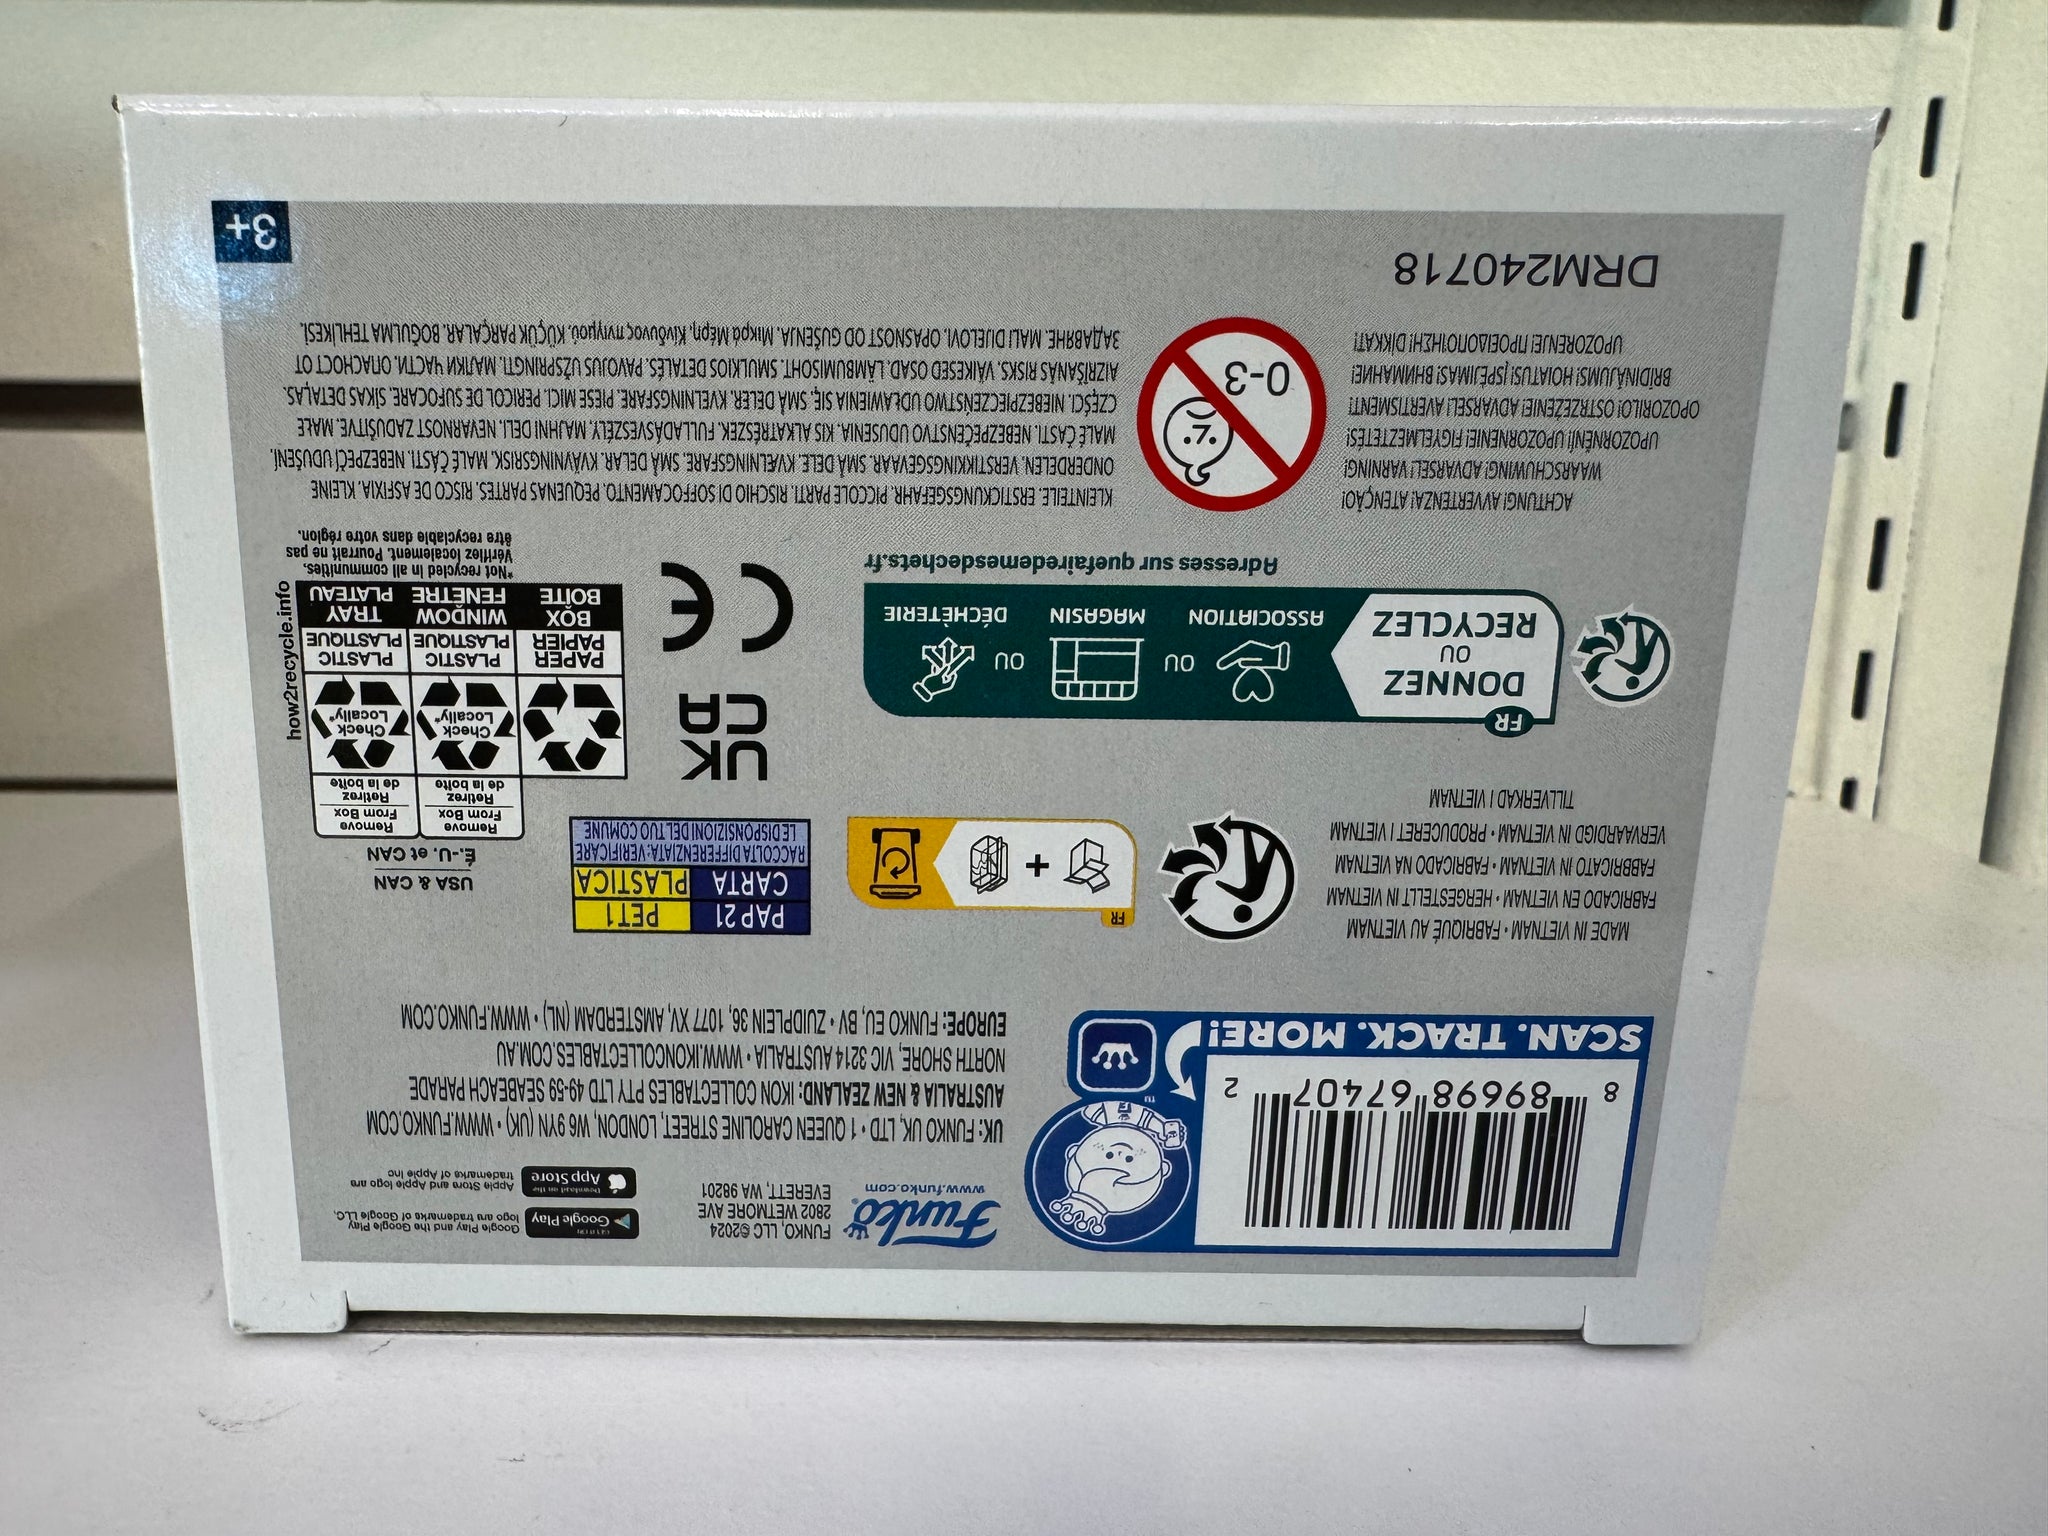 8 89698 67407 2
SCAN. TRACK. MORE!
™
Funko
www.funko.com
FUNKO, LLC ©2024
2802 WETMORE AVE
EVERETT, WA 98201
GET IT ON
Google Play
Google Play and the Google Play
logo are trademarks of Google LLC.
Download on the
App Store
Apple Store and Apple logo are
trademarks of Apple Inc
UK: FUNKO UK, LTD • 1 QUEEN CAROLINE STREET, LONDON, W6 9YN (UK) • WWW.FUNKO.COM
AUSTRALIA & NEW ZEALAND: IKON COLLECTABLES PTY LTD 49-59 SEABEACH PARADE
NORTH SHORE, VIC 3214 AUSTRALIA • WWW.IKONCOLLECTABLES.COM.AU
EUROPE: FUNKO EU, BV • ZUIDPLEIN 36, 1077 XV, AMSTERDAM (NL) • WWW.FUNKO.COM
MADE IN VIETNAM • FABRIQUÉ AU VIETNAM
FABRICADO EN VIETNAM • HERGESTELLT IN VIETNAM
FABBRICATO IN VIETNAM • FABRICADO NA VIETNAM
VERVAARDIGD IN VIETNAM • PRODUCERET I VIETNAM
TILLVERKAD I VIETNAM
FR
+
PAP 21
PET1
CARTA
PLASTICA
RACCOLTA DIFFERENZIATA: VERIFICARE
LE DISPOSIZIONI DEL TUO COMUNE
USA & CAN
É.-U. et CAN
Remove
From Box
Retirez
de la boîte
Remove
From Box
Retirez
de la boîte
Check
Locally*
Check
Locally*
PAPER
PAPIER
PLASTIC
PLASTIQUE
PLASTIC
PLASTIQUE
BOX
BOÎTE
WINDOW
FENÊTRE
TRAY
PLATEAU
how2recycle.info
*Not recycled in all communities.
Vérifiez localement. Pourrait ne pas
être recyclable dans votre région.
UK
CA
CE
FR
DONNEZ
OU
RECYCLEZ
ASSOCIATION
OU
MAGASIN
OU
DÉCHÈTERIE
Adresses sur quefairedemesdechets.fr
ACHTUNG! AVVERTENZA! ATENÇÃO!
WAARSCHUWING! ADVARSEL! VARNING!
UPOZORNĚNÍ! UPOZORNENIE! FIGYELMEZTETÉS!
OPOZORILO! OSTRZEŻENIE! ADVARSEL! AVERTISMENT!
BRĪDINĀJUMS! HOIATUS! ĮSPĖJIMAS! ВНИМАНИЕ!
UPOZORENJE! ΠΡΟΕΙΔΟΠΟΙΗΣΗ! DIKKAT!
0-3
KLEINTEILE. ERSTICKUNGSGEFAHR. PICCOLE PARTI. RISCHIO DI SOFFOCAMENTO. PEQUENAS PARTES. RISCO DE ASFIXIA. KLEINE
ONDERDELEN. VERSTIKKINGSGEVAAR. SMÅ DELE. KVÆLNINGSFARE. SMÅ DELAR. KVÄVNINGSRISK. MALÉ ČÁSTI. NEBEZPEČÍ UDUŠENÍ.
MALÉ ČASTI. NEBEZPEČENSTVO UDUSENIA. KIS ALKATRÉSZEK. FULLADÁSVESZÉLY. MAJHNI DELI. NEVARNOST ZADUŠITVE. MAŁE
CZĘŚCI. NIEBEZPIECZEŃSTWO UDŁAWIENIA SIĘ. SMÅ DELER. KVELNINGSFARE. PIESE MICI. PERICOL DE SUFOCARE. SĪKAS DETAĻAS.
AIZRĪŠANĀS RISKS. VÄIKESED OSAD. LÄMBUMISOHT. SMULKIOS DETALĖS. PAVOJUS UŽSPRINGTI. МАЛКИ ЧАСТИ. ОПАСНОСТ ОТ
ЗАДАВЯНЕ. MALI DIJELOVI. OPASNOST OD GUŠENJA. Μικρά Μέρη. Κίνδυνος πνιγμού. KÜÇÜK PARÇALAR. BOĞULMA TEHLİKESİ.
DRM240718
3+